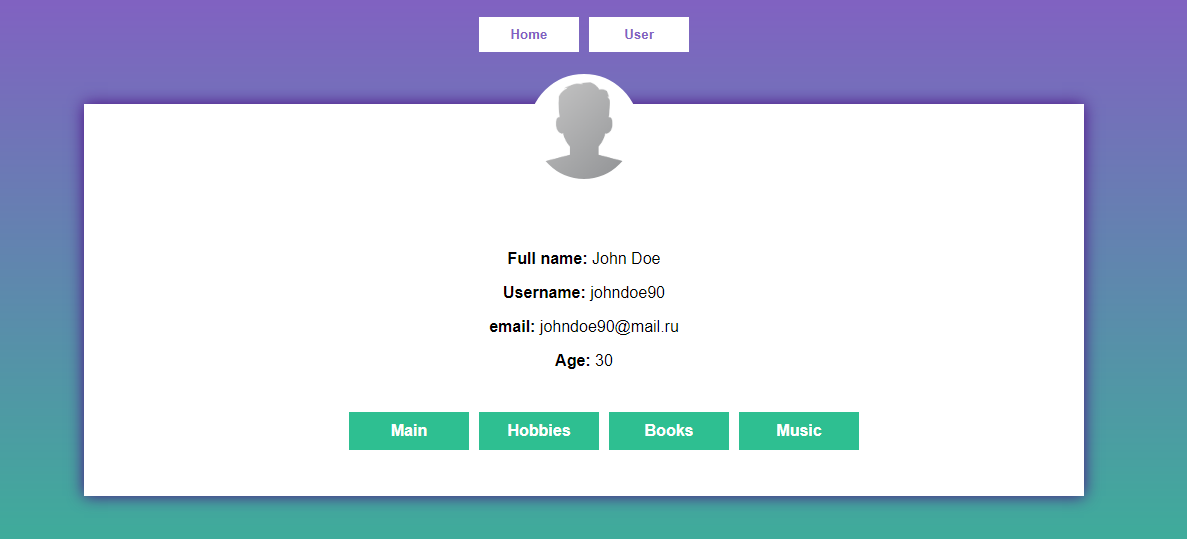 Home User
Full name: John Doe
Username: johndoe90
email: johndoe90@mail.ru
Age: 30
Main Hobbies Books Music